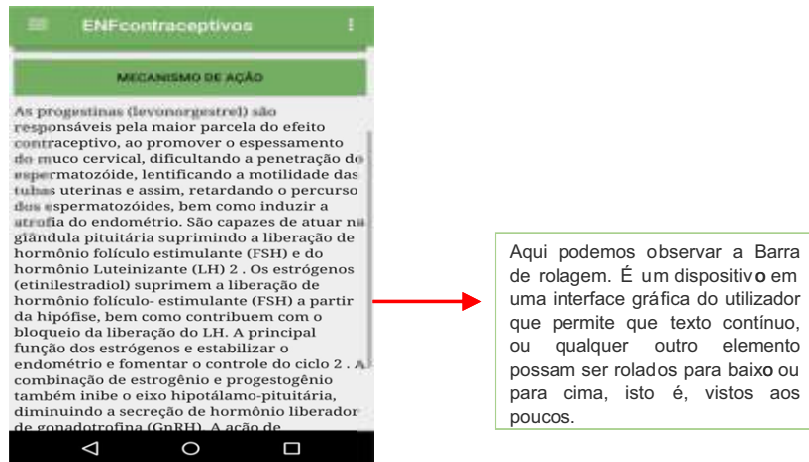 ENFcontraceptivos
MECANISMO DE AÇÃO
As progestinas (levonorgestrel) são
responsáveis pela maior parcela do efeito
contraceptivo, ao promover o espessamento
do muco cervical, dificultando a penetração do
espermatozóide, lentificando a motilidade das
tubas uterinas e assim, retardando o percurso
dos espermatozóides, bem como induzir a
atrofia do endométrio. São capazes de atuar na
glândula pituitária suprimindo a liberação de
hormônio folículo estimulante (FSH) e do
hormônio Luteinizante (LH) 2 . Os estrógenos
(etinilestradiol) suprimem a liberação de
hormônio folículo- estimulante (FSH) a partir
da hipófise, bem como contribuem com o
bloqueio da liberação do LH. A principal
função dos estrógenos e estabilizar o
endométrio e fomentar o controle do ciclo 2 . A
combinação de estrogênio e progestogênio
também inibe o eixo hipotálamo-pituitária,
diminuindo a secreção de hormônio liberador
de gonadotrofina (GnRH). A ação de
Aqui podemos observar a Barra
de rolagem. É um dispositivo em
uma interface gráfica do utilizador
que permite que texto contínuo,
ou qualquer outro elemento
possam ser rolados para baixo ou
para cima, isto é, vistos aos
poucos.